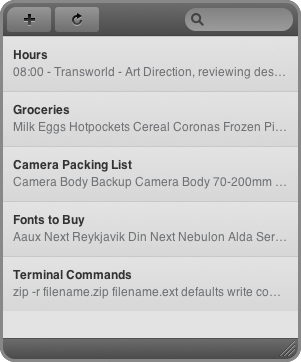 Hours
08:00 - Transworld - Art Direction, reviewing des...
Groceries
Milk Eggs Hotpockets Cereal Coronas Frozen Pi...
Camera Packing List
Camera Body Backup Camera Body 70-200mm ...
Fonts to Buy
Aaux Next Reykjavik Din Next Nebulon Alda Ser...
Terminal Commands
zip -r filename.zip filename.ext defaults write co...